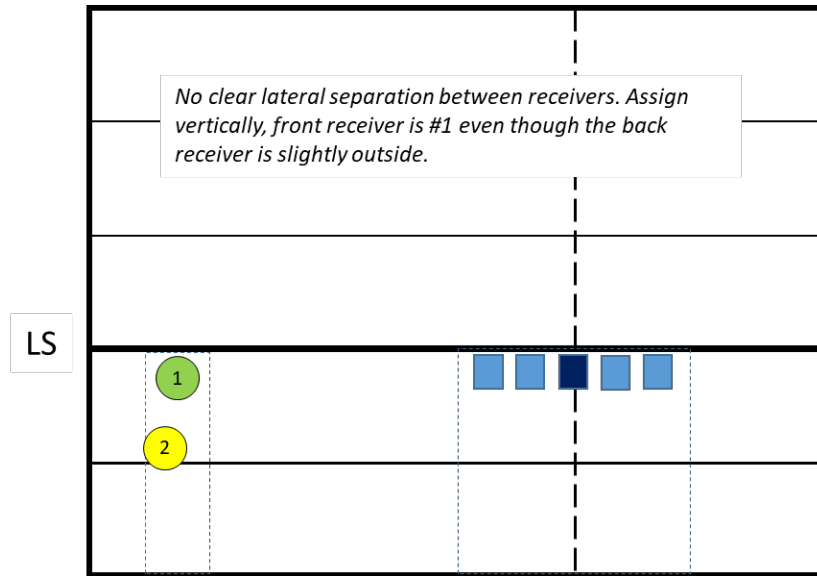 No clear lateral separation between receivers. Assign
vertically, front receiver is #1 even though the back
receiver is slightly outside.
LS
1
2